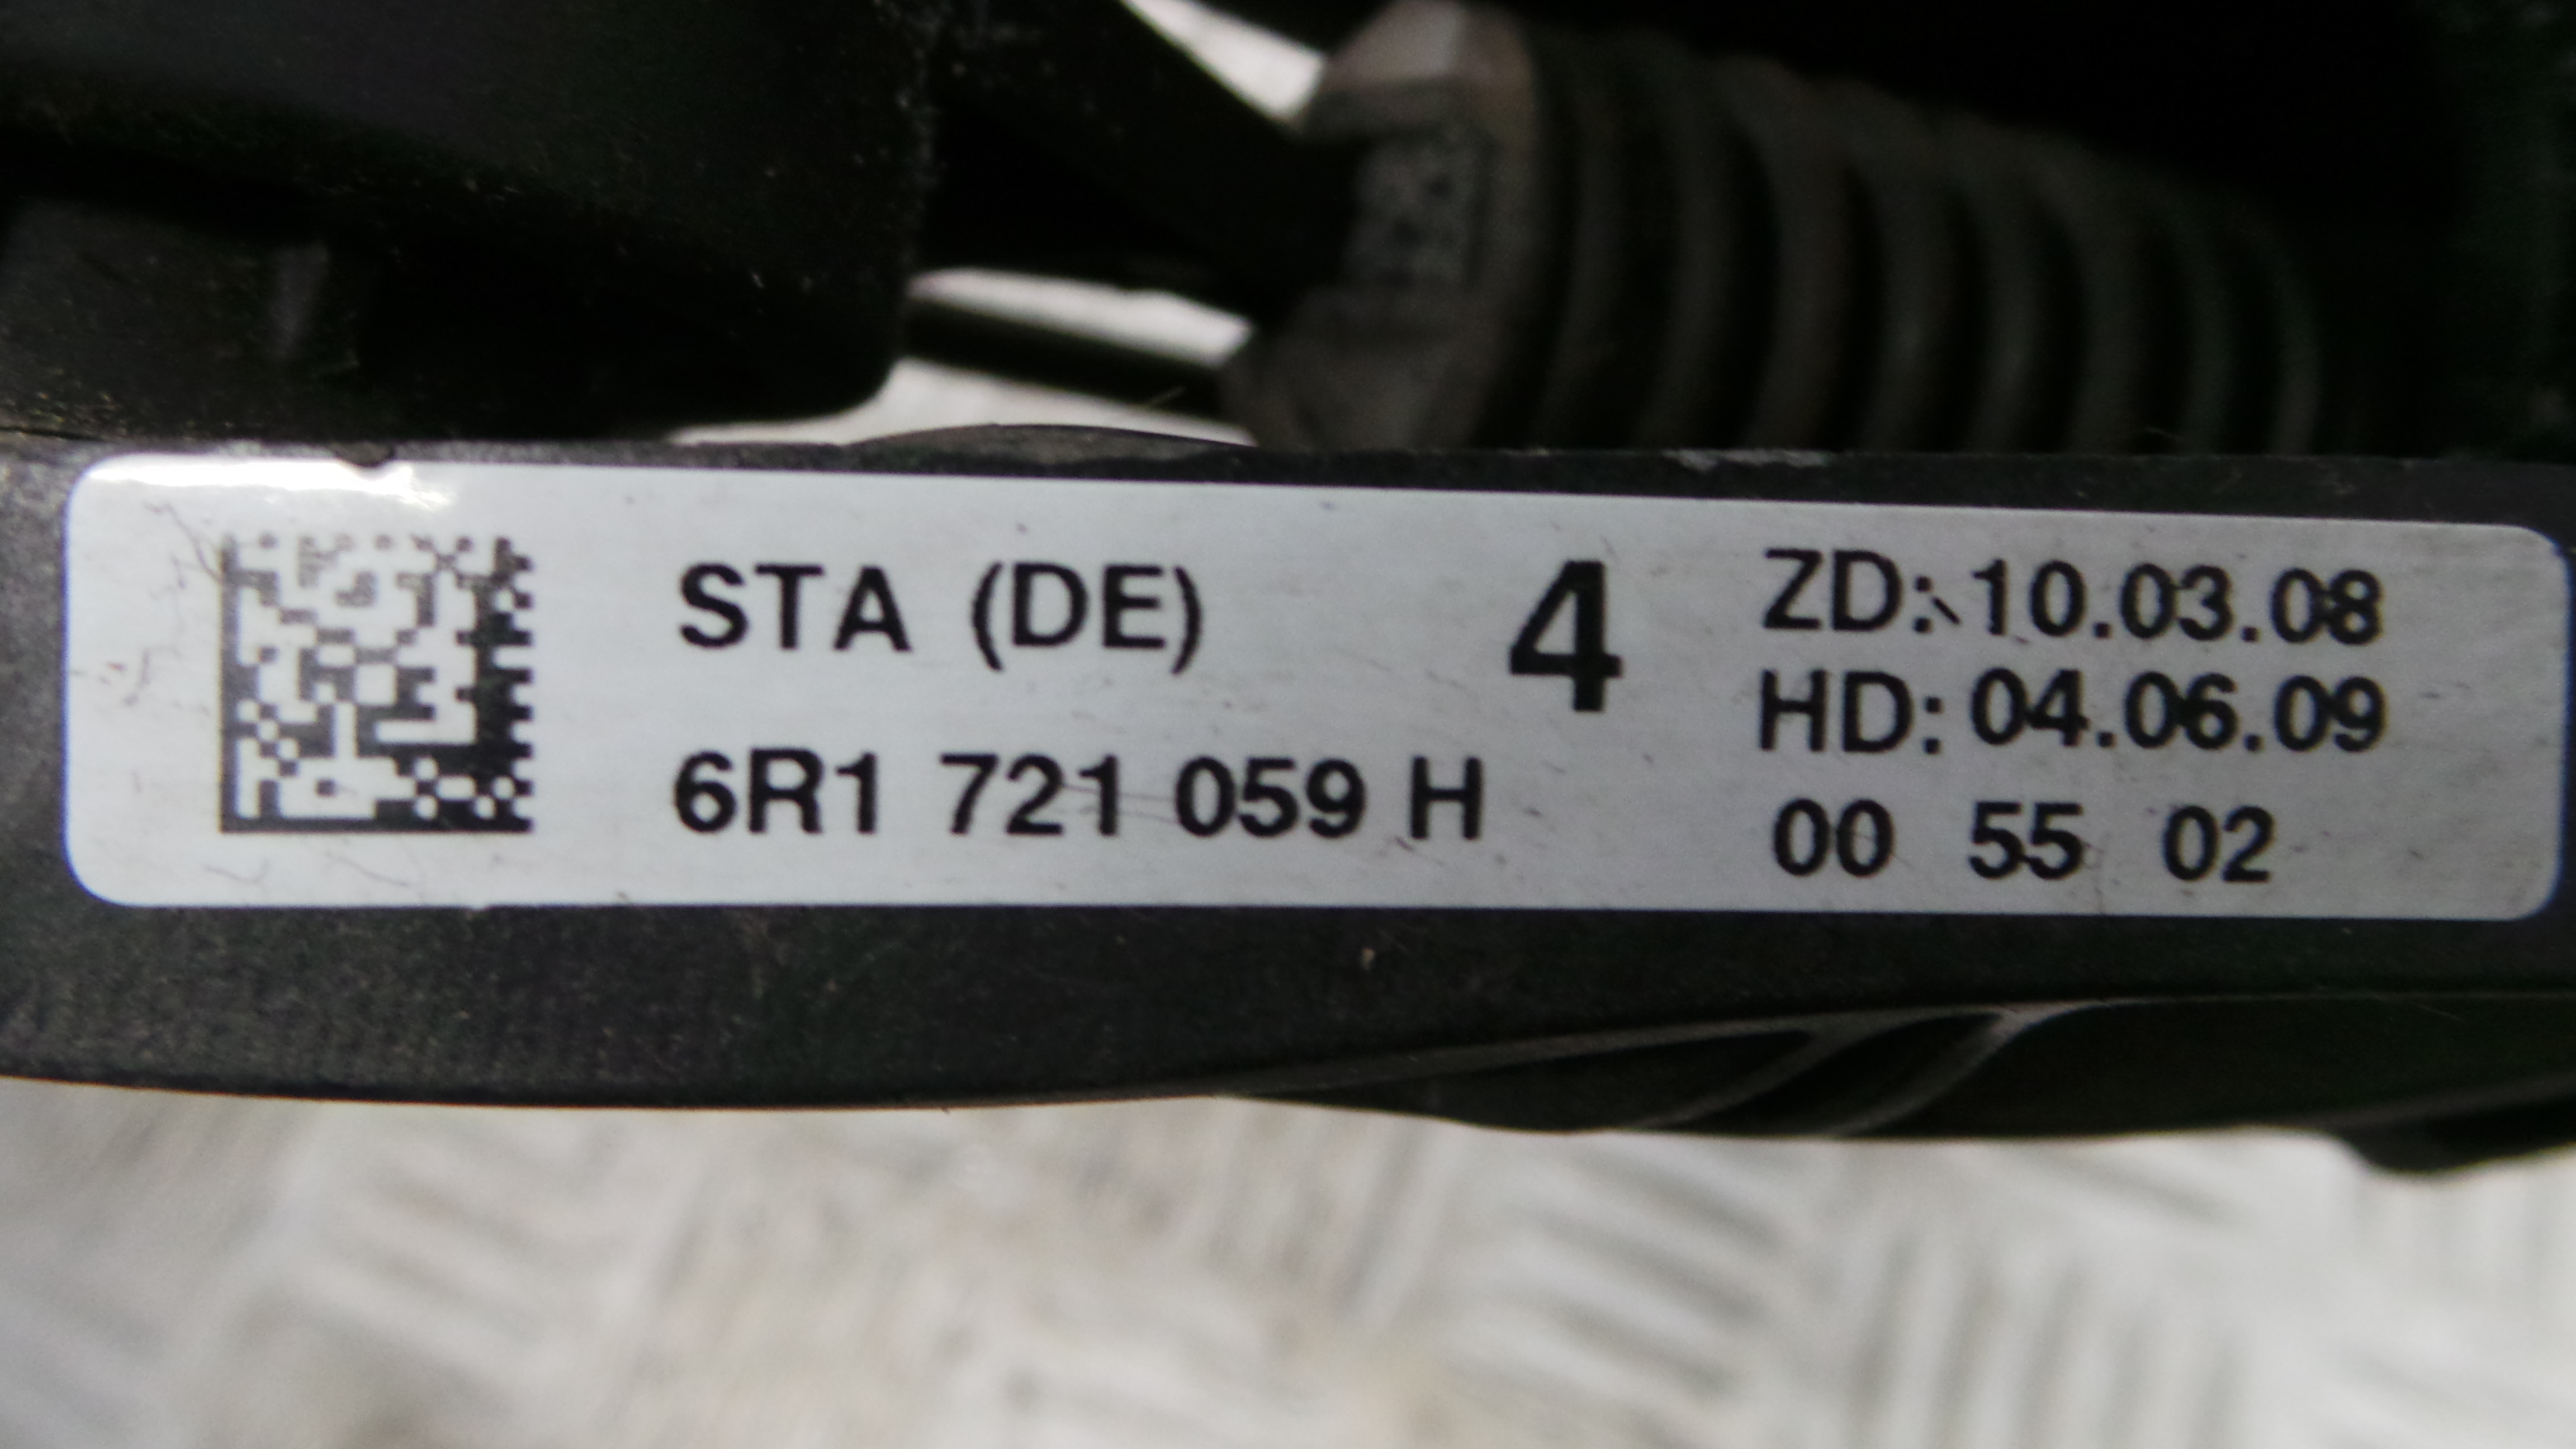 STA (DE)
6R1 721 059 H
4
ZD: 10.03.08
HD: 04.06.09
00 55 02